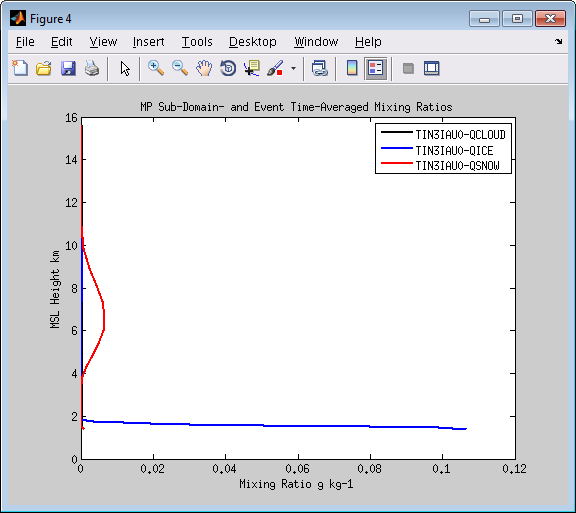 Figure 4
File Edit View Insert Tools Desktop Window Help
MP Sub-Domain- and Event Time-Averaged Mixing Ratios
TIN3IAU0-QCLOUD
TIN3IAU0-QICE
TIN3IAU0-QSNOW
16
14
12
10
8
6
4
2
0
MSL Height km
0 0.02 0.04 0.06 0.08 0.1 0.12
Mixing Ratio g kg-1